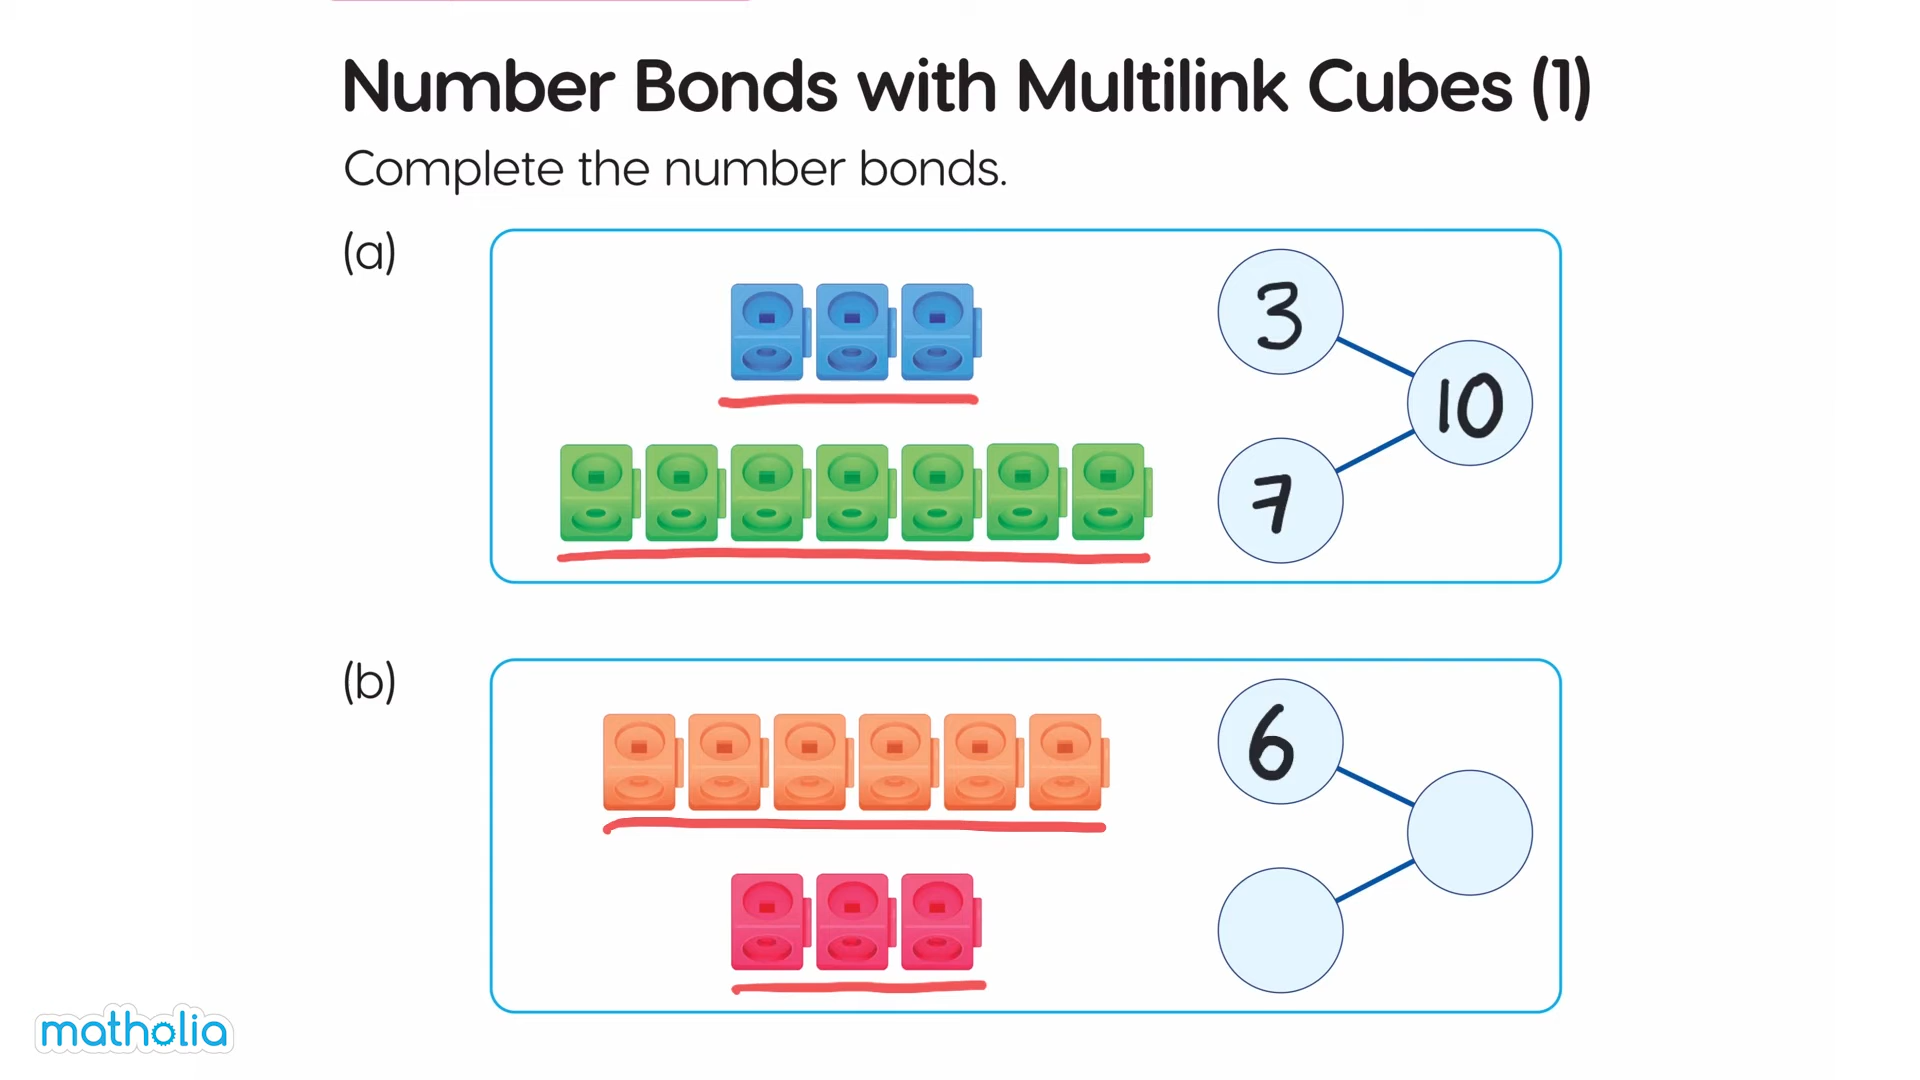 Number Bonds with Multilink Cubes (1)
Complete the number bonds.
(a)
3
10
7
(b)
6
matholia